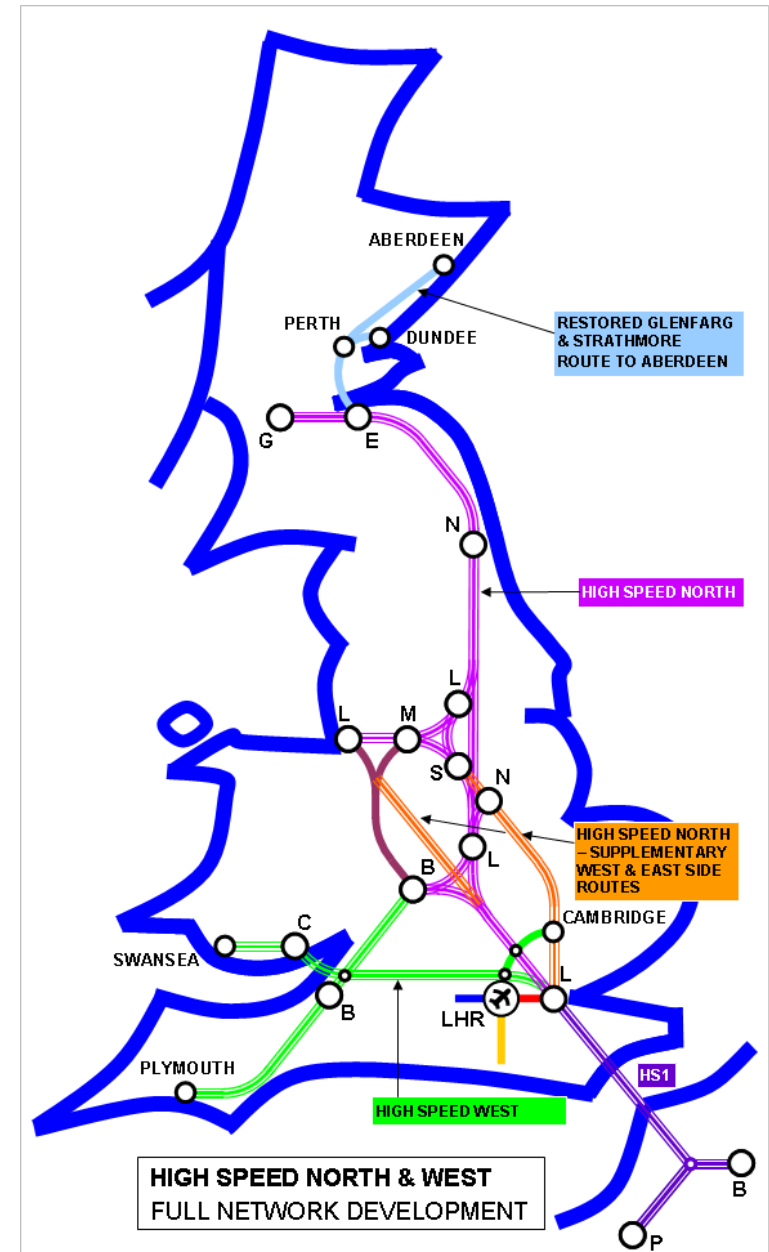 ABERDEEN
PERTH
DUNDEE
RESTORED GLENFARG
& STRATHMORE
ROUTE TO ABERDEEN
G
E
N
HIGH SPEED NORTH
L
L
M
S
N
HIGH SPEED NORTH
– SUPPLEMENTARY
WEST & EAST SIDE
ROUTES
L
B
CAMBRIDGE
C
SWANSEA
L
B
LHR
PLYMOUTH
HS1
HIGH SPEED WEST
HIGH SPEED NORTH & WEST
FULL NETWORK DEVELOPMENT
B
P